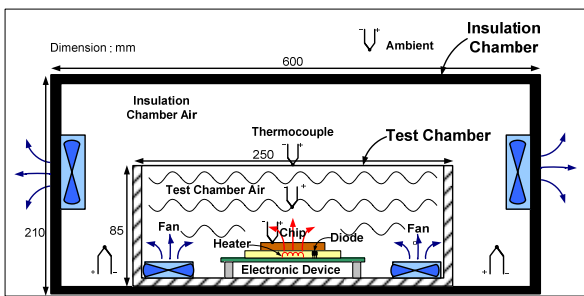 Dimension : mm
Ambient
Insulation
Chamber
600
Insulation
Chamber Air
Thermocouple
Test Chamber
250
Test Chamber Air
210
85
Fan
Chip
Diode
Fan
Heater
Electronic Device